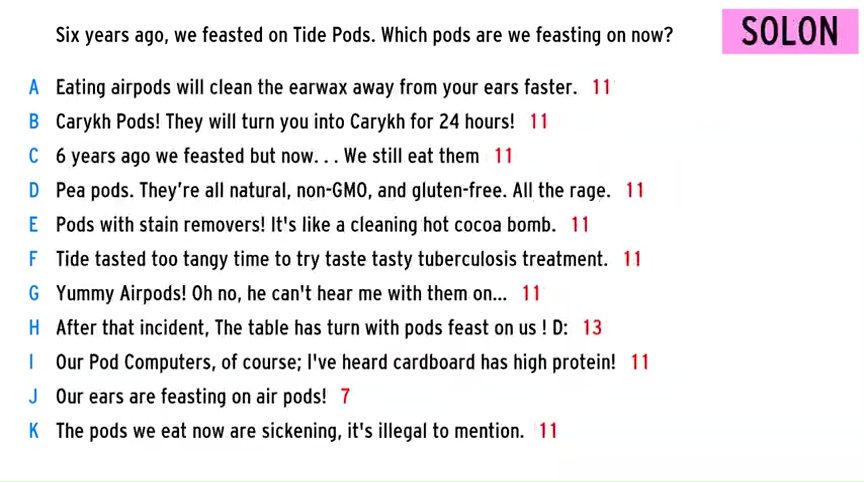 Six years ago, we feasted on Tide Pods. Which pods are we feasting on now?
SOLON
A Eating airpods will clean the earwax away from your ears faster. 11
B Carykh Pods! They will turn you into Carykh for 24 hours! 11
C 6 years ago we feasted but now. . . We still eat them 11
D Pea pods. They're all natural, non-GMO, and gluten-free. All the rage. 11
E Pods with stain removers! It's like a cleaning hot cocoa bomb. 11
F Tide tasted too tangy time to try taste tasty tuberculosis treatment. 11
G Yummy Airpods! Oh no, he can't hear me with them on... 11
H After that incident, The table has turn with pods feast on us ! D: 13
I Our Pod Computers, of course; I've heard cardboard has high protein! 11
J Our ears are feasting on air pods! 7
K The pods we eat now are sickening, it's illegal to mention. 11